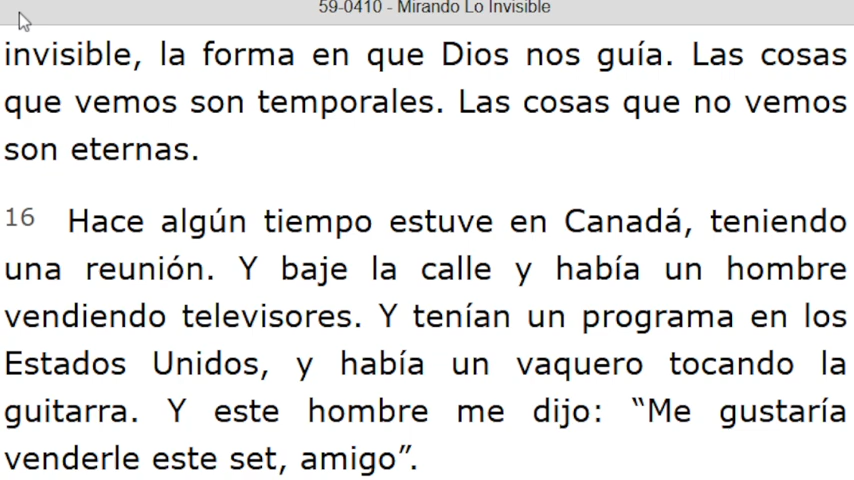 59-0410 - Mirando Lo Invisible
invisible, la forma en que Dios nos guía. Las cosas
que vemos son temporales. Las cosas que no vemos
son eternas.
16 Hace algún tiempo estuve en Canadá, teniendo
una reunión. Y baje la calle y había un hombre
vendiendo televisores. Y tenían un programa en los
Estados Unidos, y había un vaquero tocando la
guitarra. Y este hombre me dijo: “Me gustaría
venderle este set, amigo”.